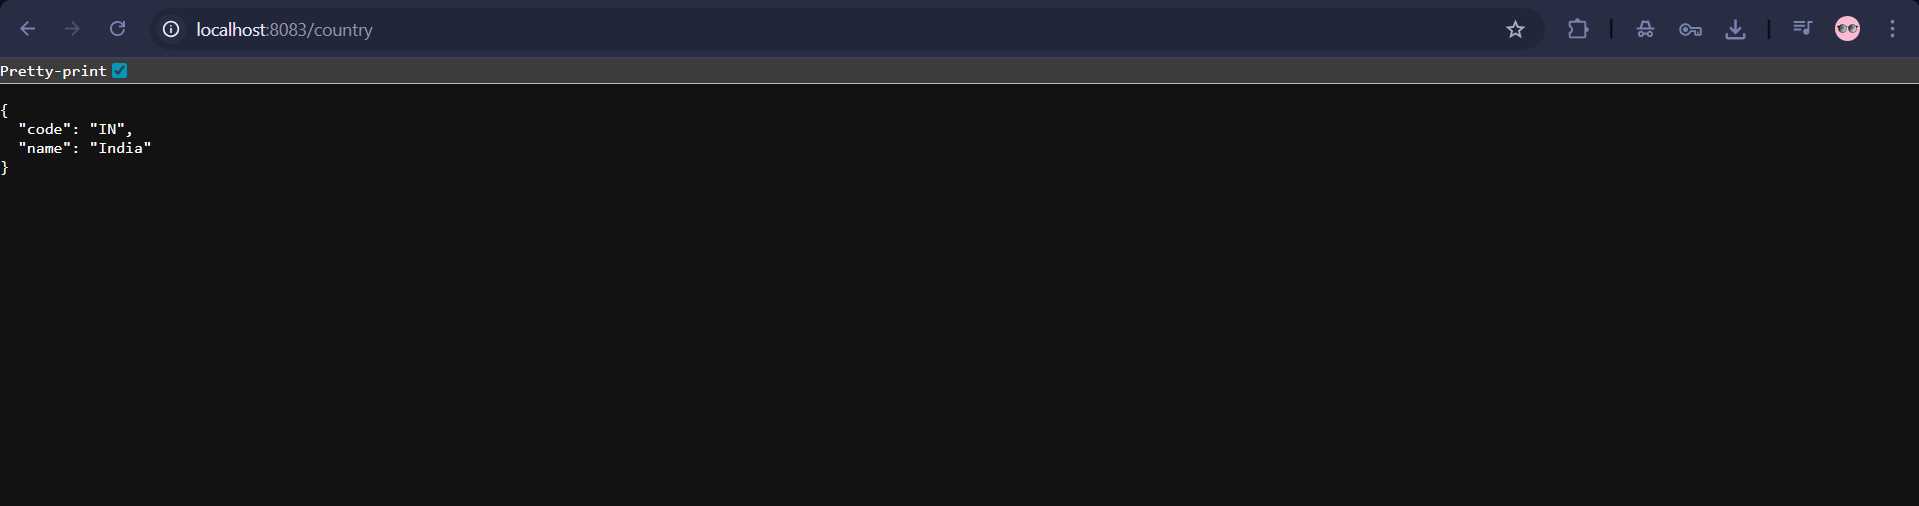 localhost:8083/country
Pretty-print
{
  "code": "IN",
  "name": "India"
}